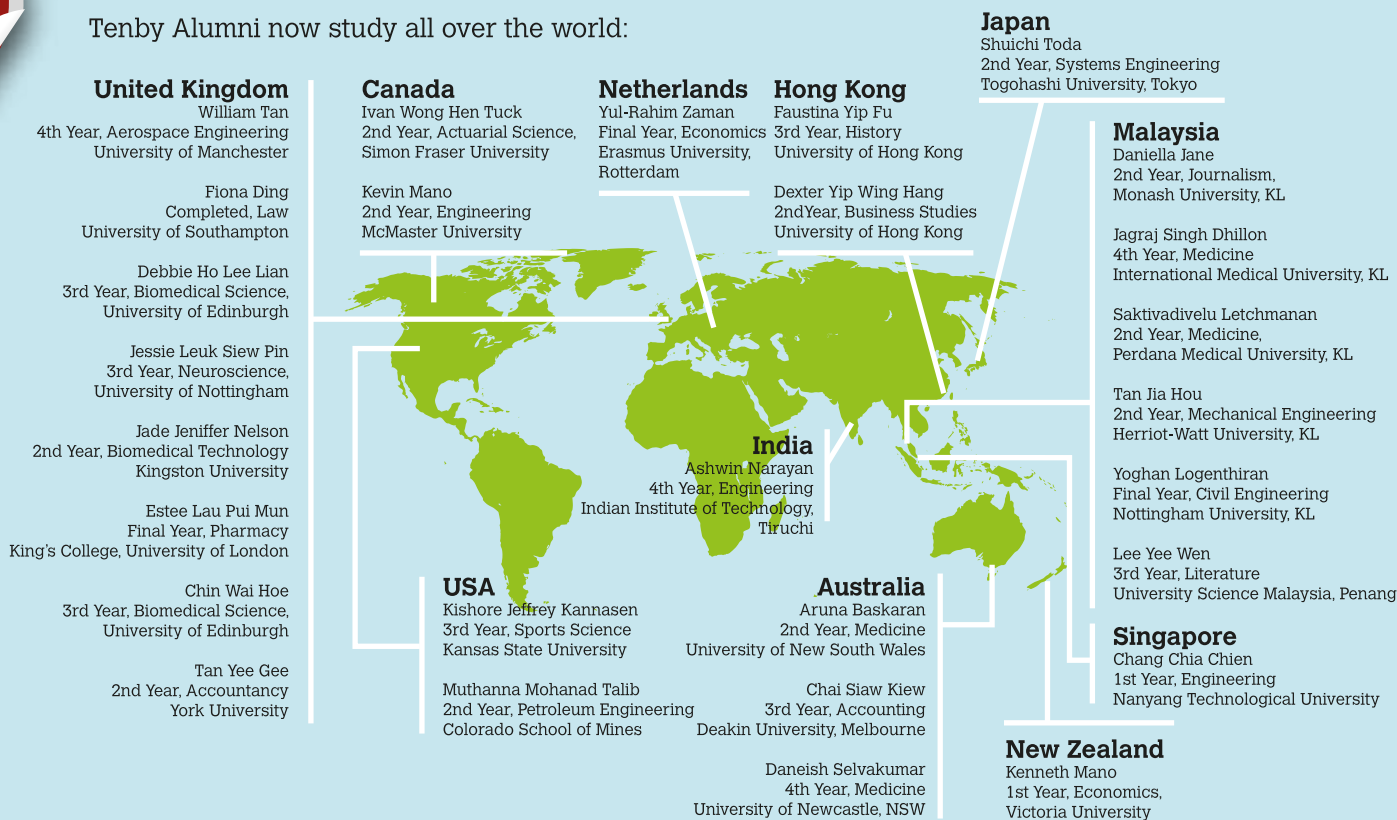 Tenby Alumni now study all over the world:
United Kingdom
William Tan
4th Year, Aerospace Engineering
University of Manchester
Fiona Ding
Completed, Law
University of Southampton
Debbie Ho Lee Lian
3rd Year, Biomedical Science,
University of Edinburgh
Jessie Leuk Siew Pin
3rd Year, Neuroscience,
University of Nottingham
Jade Jeniffer Nelson
2nd Year, Biomedical Technology
Kingston University
Estee Lau Pui Mun
Final Year, Pharmacy
King's College, University of London
Chin Wai Hoe
3rd Year, Biomedical Science,
University of Edinburgh
Tan Yee Gee
2nd Year, Accountancy
York University
Canada
Ivan Wong Hen Tuck
2nd Year, Actuarial Science,
Simon Fraser University
Kevin Mano
2nd Year, Engineering
McMaster University
Netherlands
Yul-Rahim Zaman
Final Year, Economics
Erasmus University,
Rotterdam
Hong Kong
Faustina Yip Fu
3rd Year, History
University of Hong Kong
Dexter Yip Wing Hang
2ndYear, Business Studies
University of Hong Kong
Japan
Shuichi Toda
2nd Year, Systems Engineering
Togohashi University, Tokyo
Malaysia
Daniella Jane
2nd Year, Journalism,
Monash University, KL
Jagraj Singh Dhillon
4th Year, Medicine
International Medical University, KL
Saktivadivelu Letchmanan
2nd Year, Medicine,
Perdana Medical University, KL
Tan Jia Hou
2nd Year, Mechanical Engineering
Herriot-Watt University, KL
Yoghan Logenthiran
Final Year, Civil Engineering
Nottingham University, KL
Lee Yee Wen
3rd Year, Literature
University Science Malaysia, Penang
India
Ashwin Narayan
4th Year, Engineering
Indian Institute of Technology,
Tiruchi
USA
Kishore Jeffrey Kannasen
3rd Year, Sports Science
Kansas State University
Muthanna Mohanad Talib
2nd Year, Petroleum Engineering
Colorado School of Mines
Australia
Aruna Baskaran
2nd Year, Medicine
University of New South Wales
Chai Siaw Kiew
3rd Year, Accounting
Deakin University, Melbourne
Daneish Selvakumar
4th Year, Medicine
University of Newcastle, NSW
Singapore
Chang Chia Chien
1st Year, Engineering
Nanyang Technological University
New Zealand
Kenneth Mano
1st Year, Economics,
Victoria University